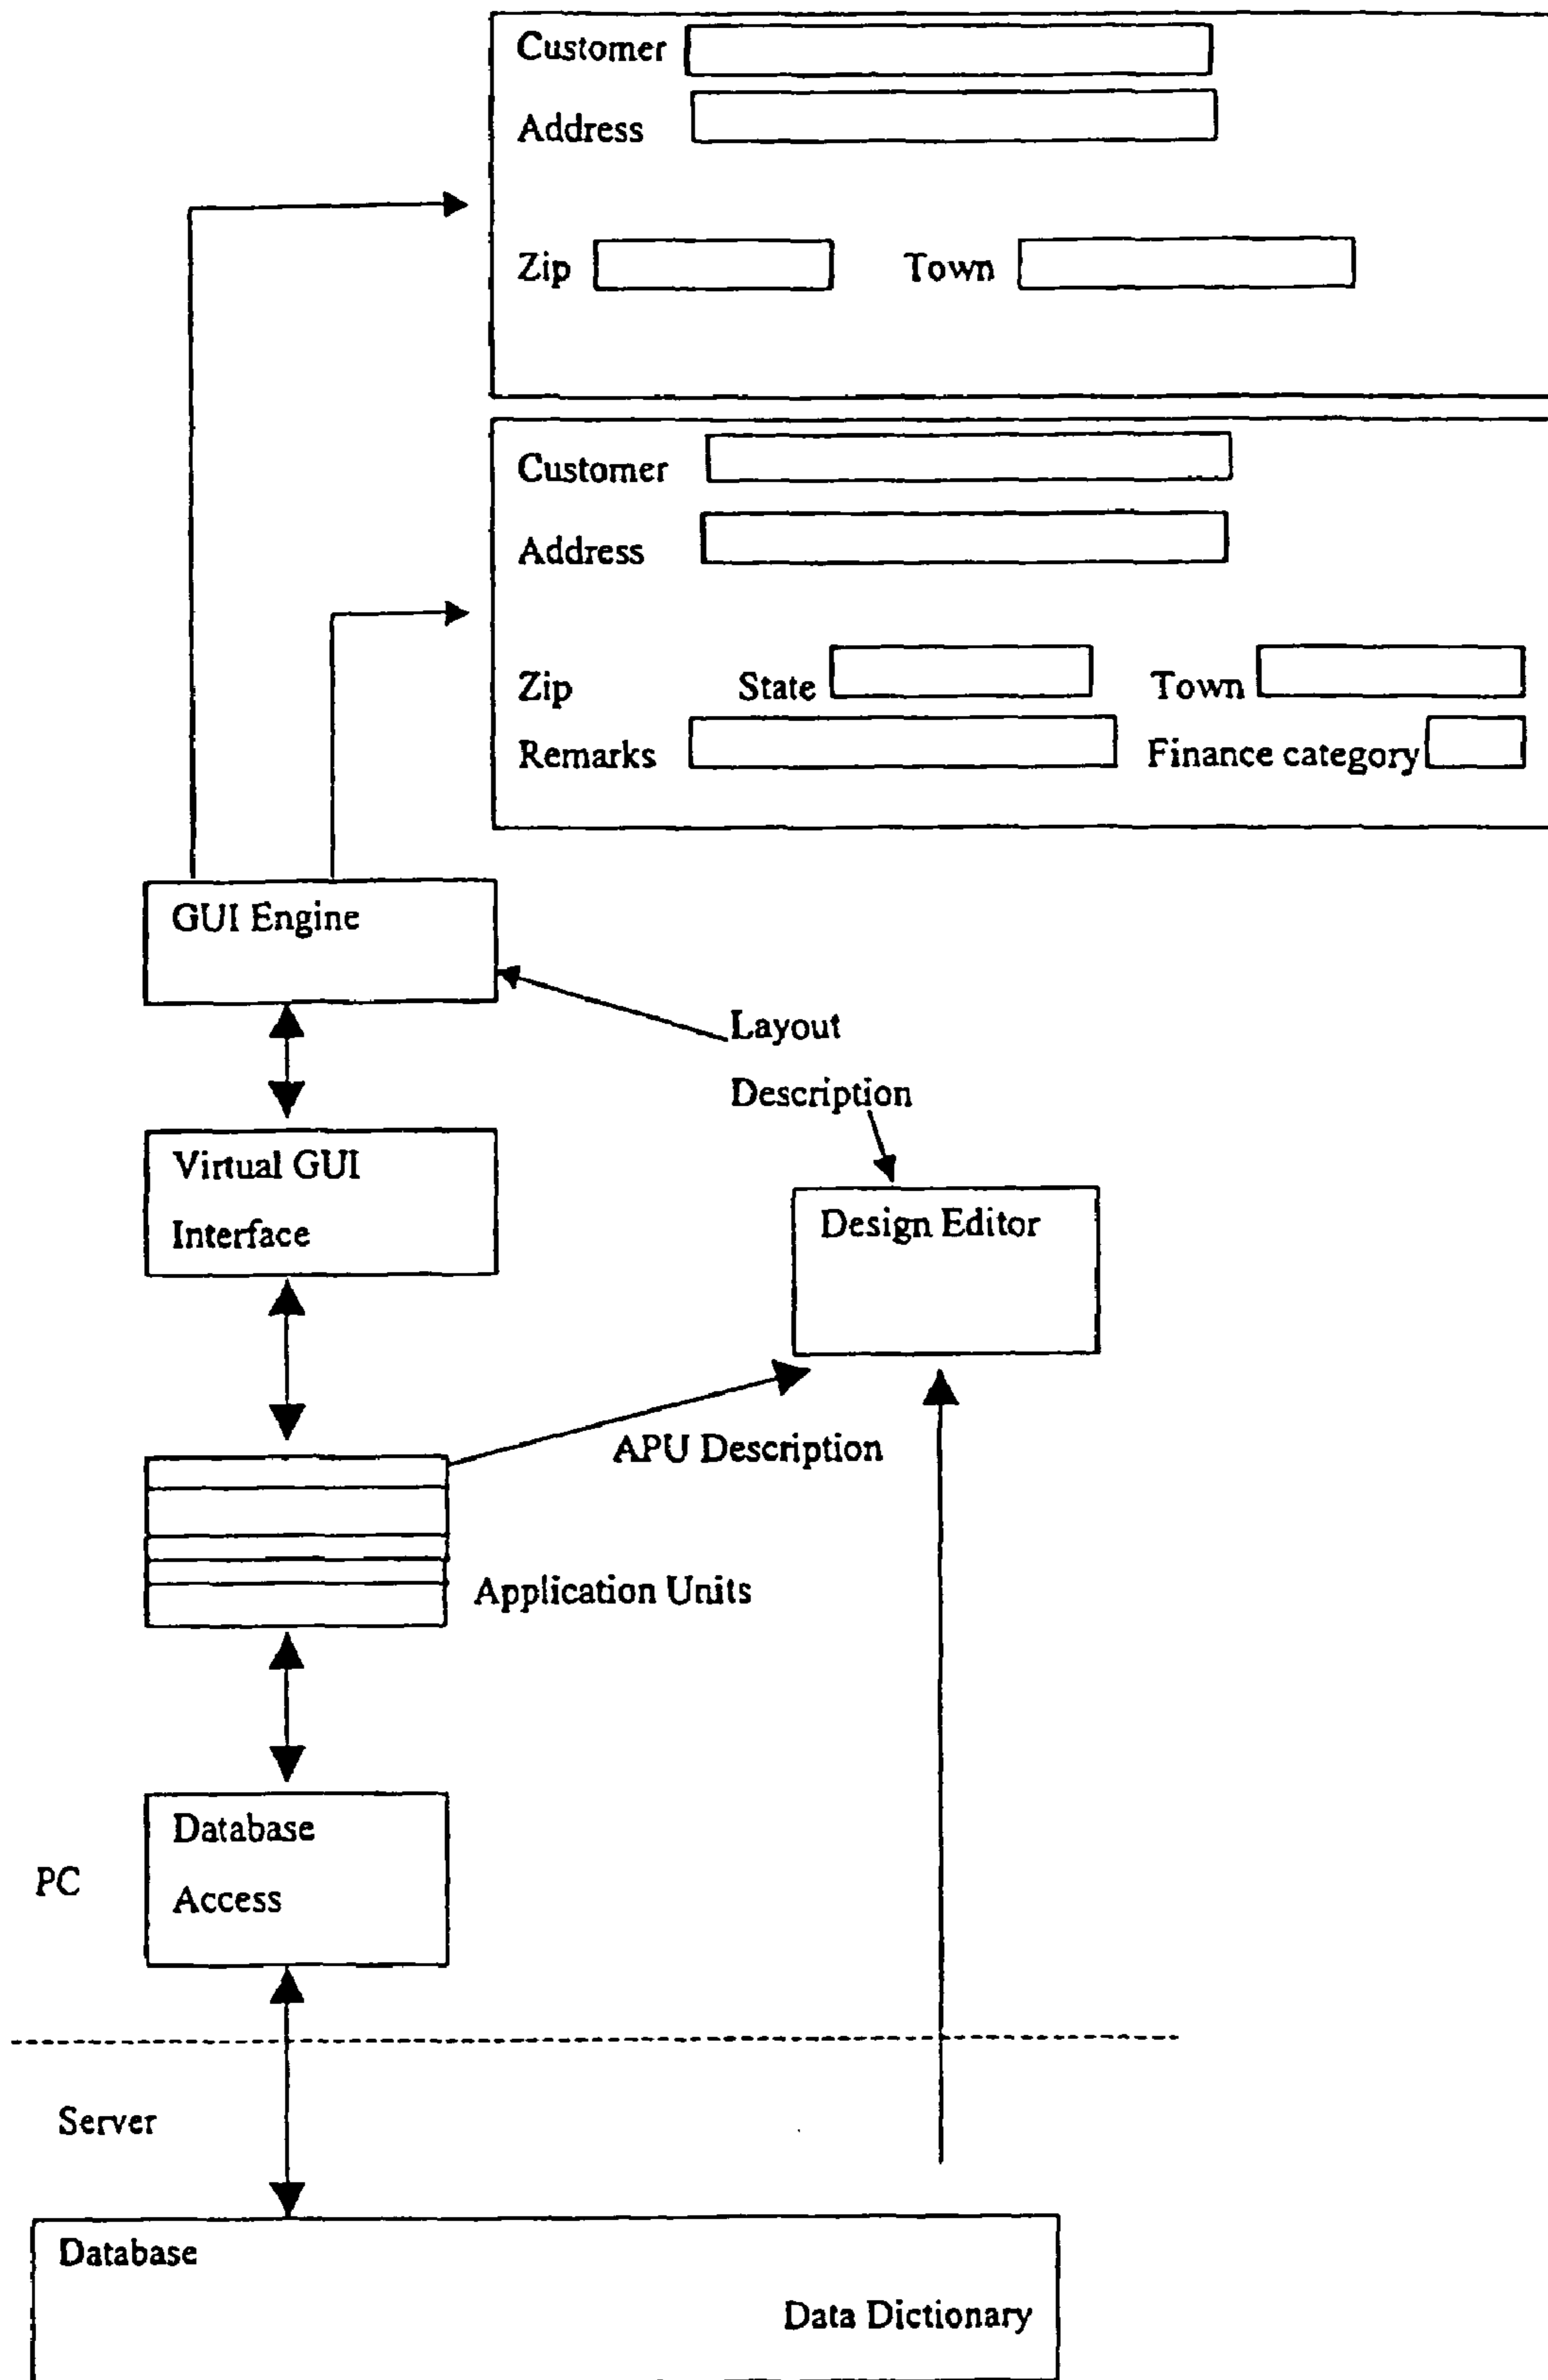 Customer
Address
Zip Town
Customer
Address
Zip State Town
Remarks Finance category
GUI Engine
Layout
Description
Virtual GUI
Interface
Design Editor
APU Description
Application Units
Database
Access
PC
Server
Database
Data Dictionary